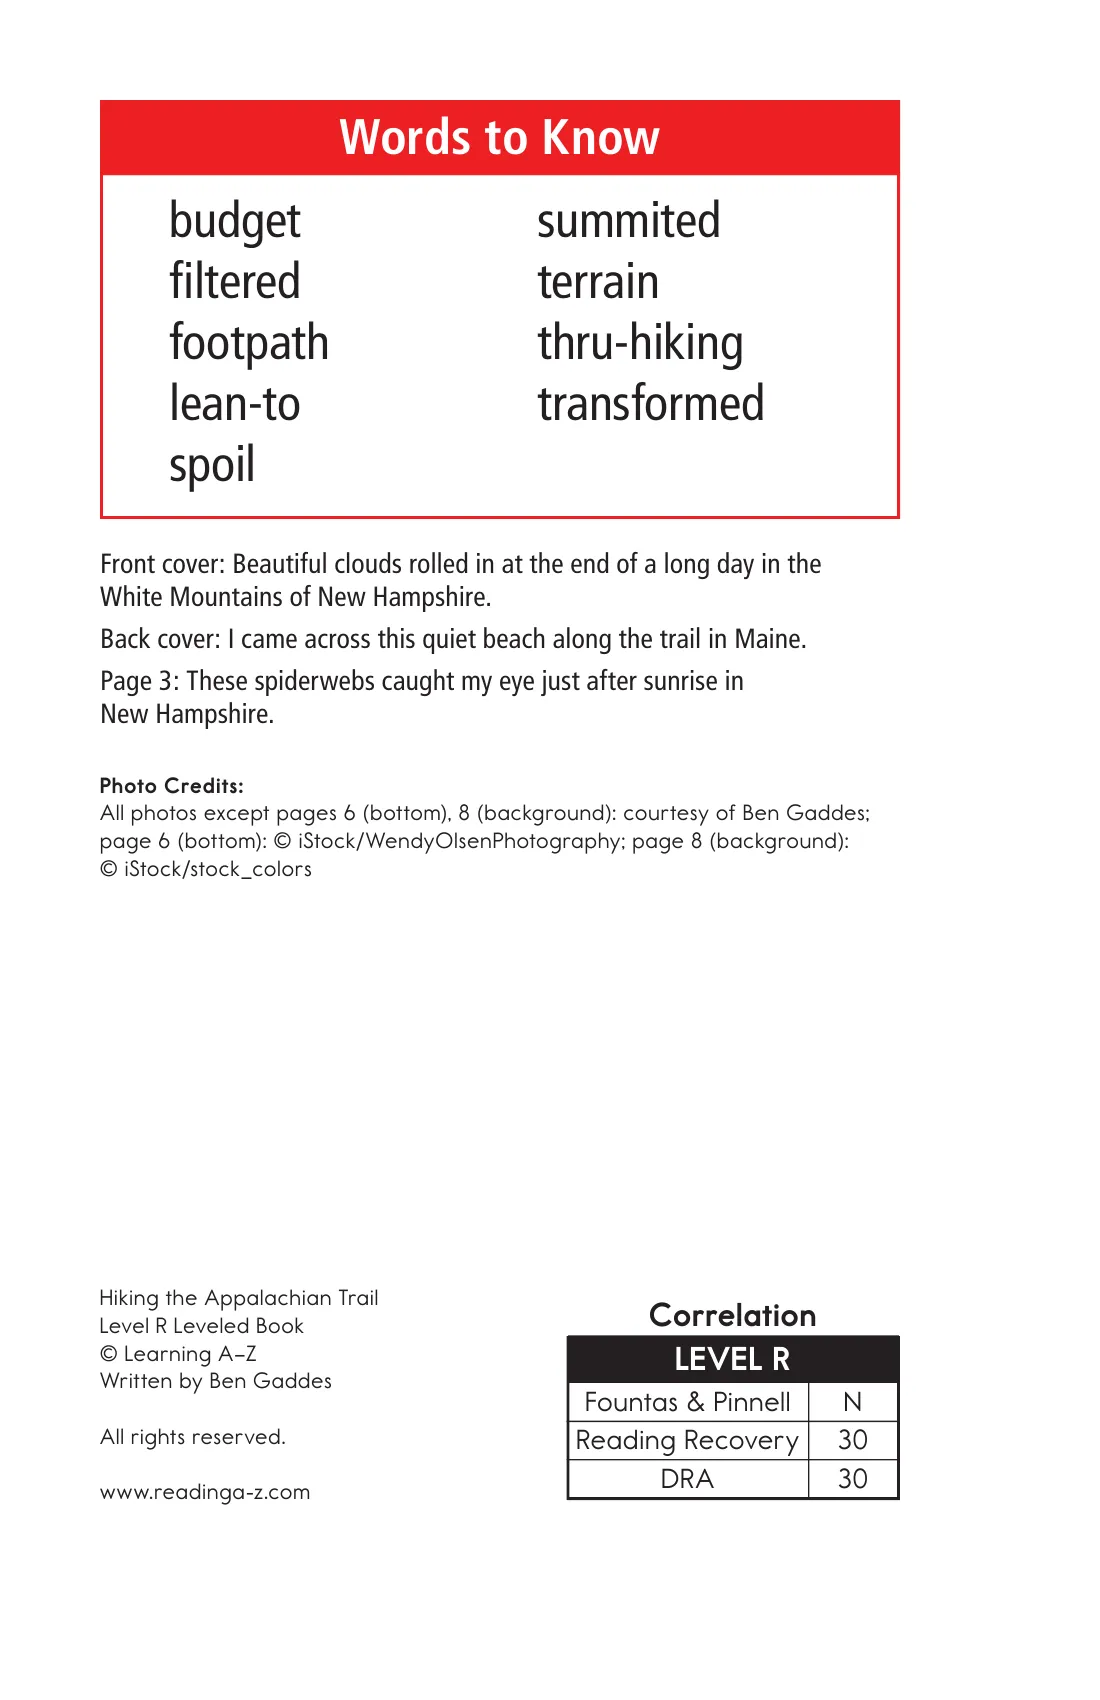 Words to Know
budget
filtered
footpath
lean-to
spoil
summited
terrain
thru-hiking
transformed
Front cover: Beautiful clouds rolled in at the end of a long day in the
White Mountains of New Hampshire.
Back cover: I came across this quiet beach along the trail in Maine.
Page 3: These spiderwebs caught my eye just after sunrise in
New Hampshire.
Photo Credits:
All photos except pages 6 (bottom), 8 (background): courtesy of Ben Gaddes;
page 6 (bottom): © iStock/WendyOlsenPhotography; page 8 (background):
© iStock/stock_colors
Hiking the Appalachian Trail
Level R Leveled Book
© Learning A–Z
Written by Ben Gaddes
All rights reserved.
www.readinga-z.com
Correlation
LEVEL R
Fountas & Pinnell N
Reading Recovery 30
DRA 30